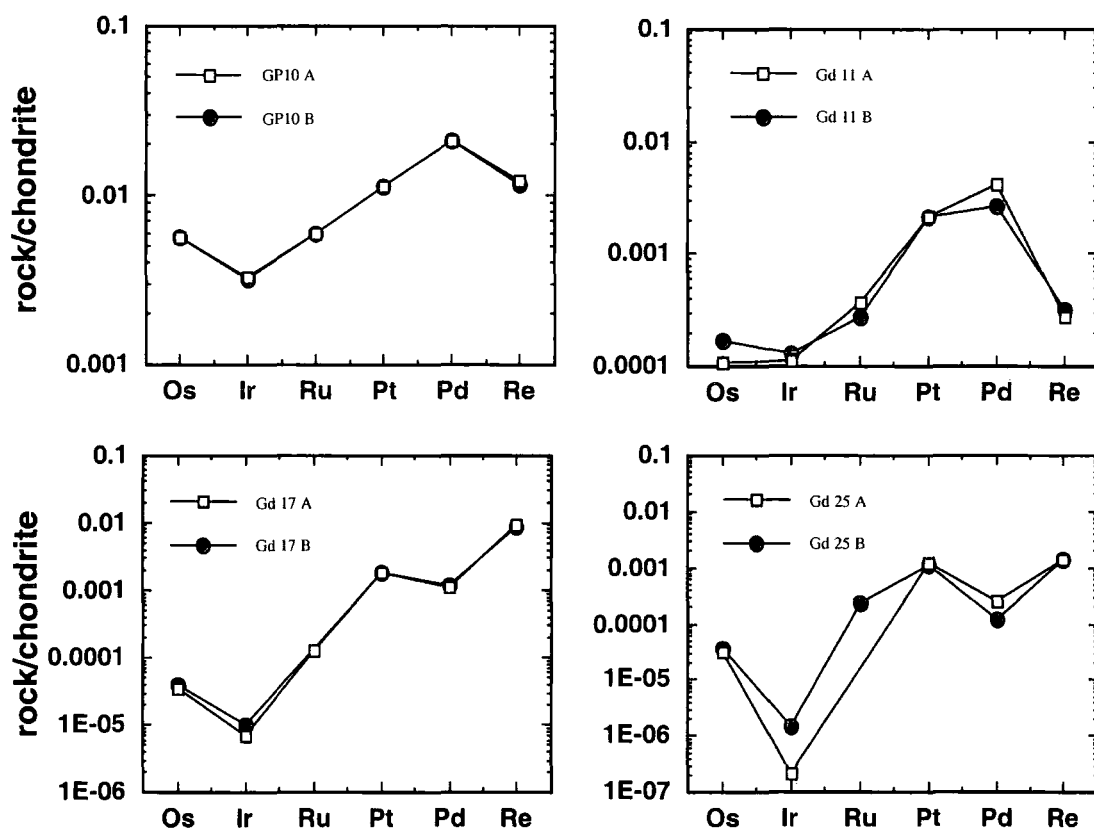 rock/chondrite
0.1
0.01
0.001
GP10 A
GP10 B
Os Ir Ru Pt Pd Re
0.1
0.01
0.001
0.0001
Gd 11 A
Gd 11 B
Os Ir Ru Pt Pd Re
rock/chondrite
0.1
0.01
0.001
0.0001
1E-05
1E-06
Gd 17 A
Gd 17 B
Os Ir Ru Pt Pd Re
0.1
0.01
0.001
0.0001
1E-05
1E-06
1E-07
Gd 25 A
Gd 25 B
Os Ir Ru Pt Pd Re